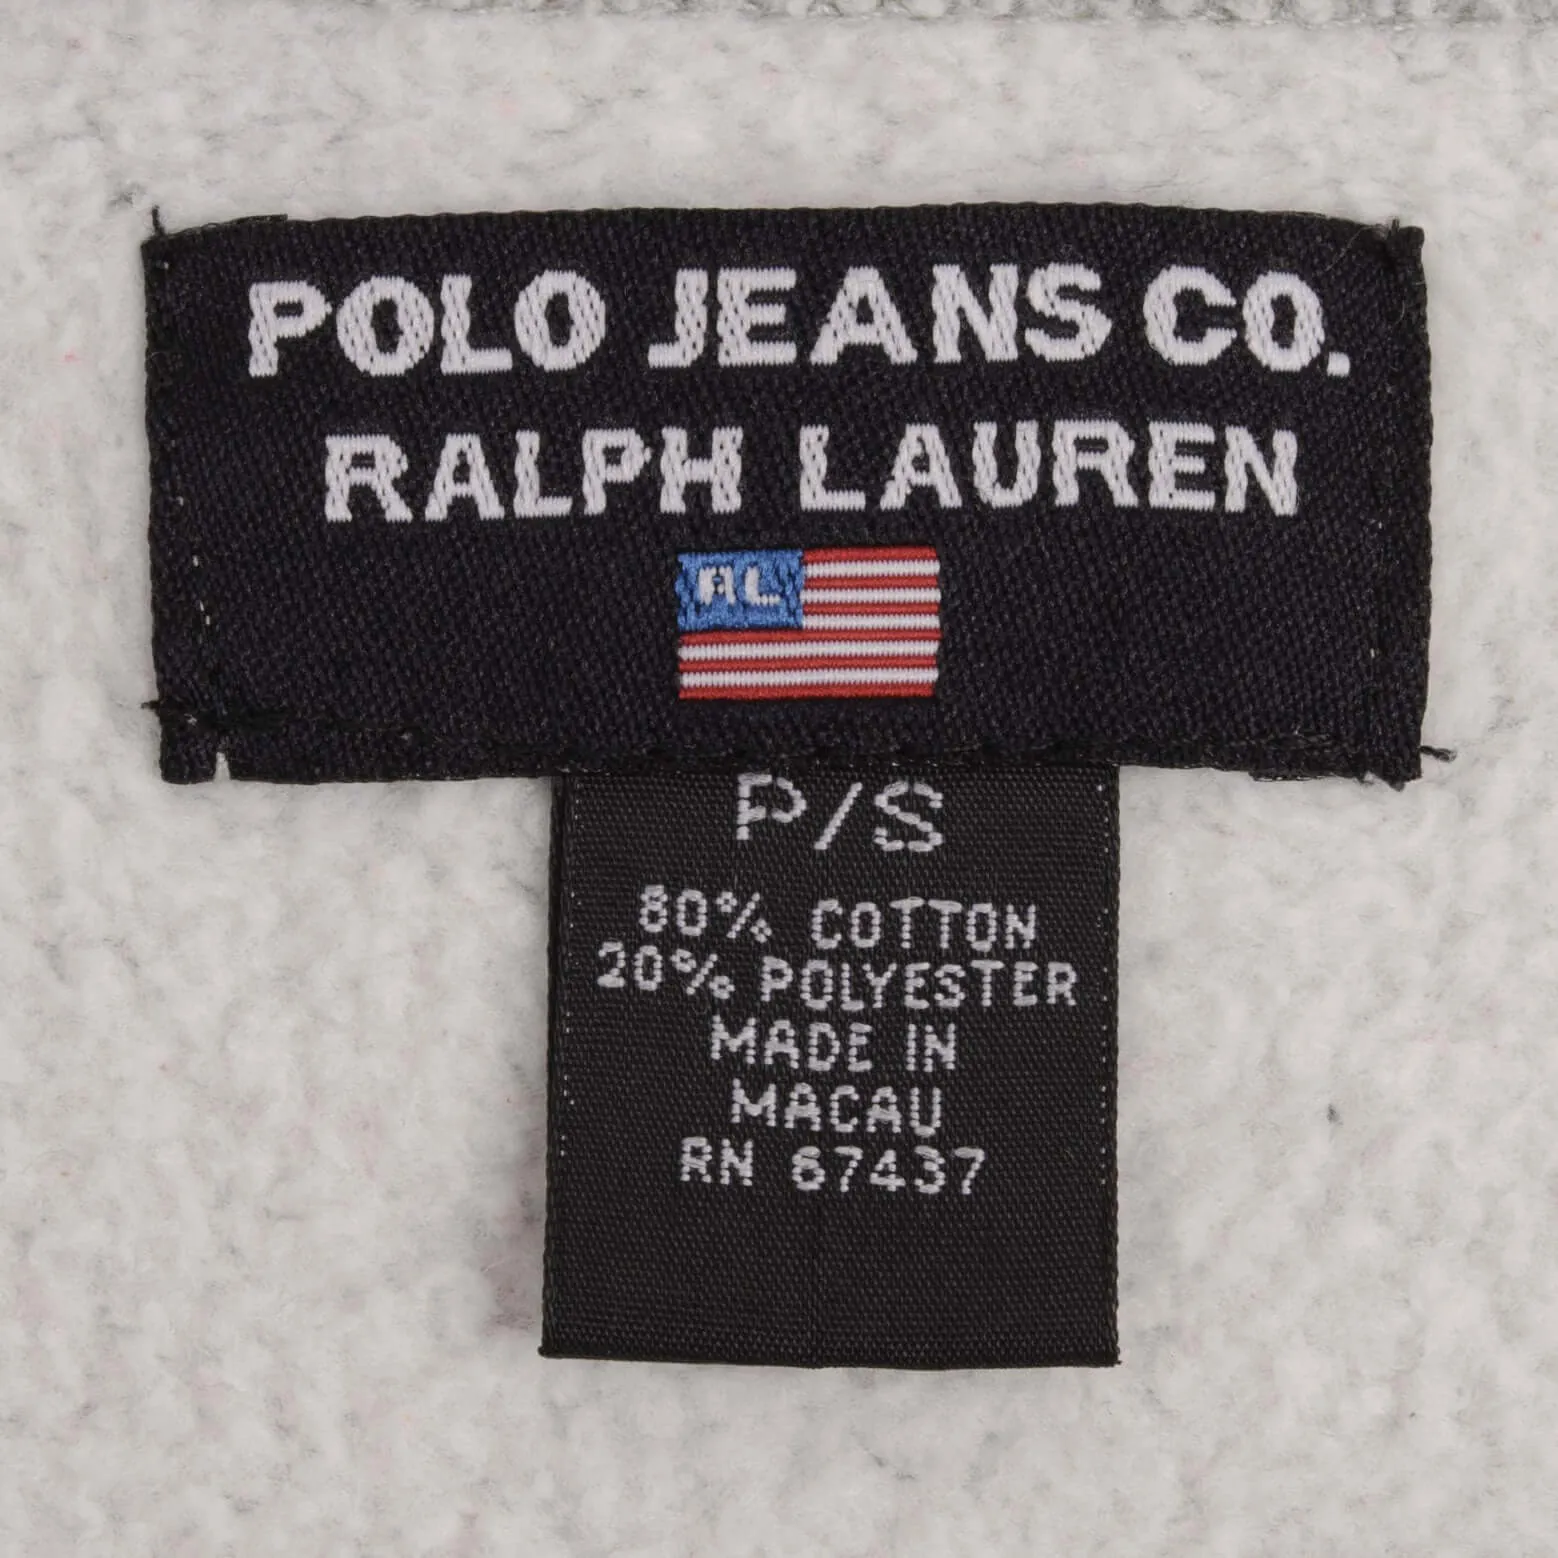 POLO JEANS CO.
RALPH LAUREN
RL
P/S
80% COTTON
20% POLYESTER
MADE IN
MACAU
RN 67437